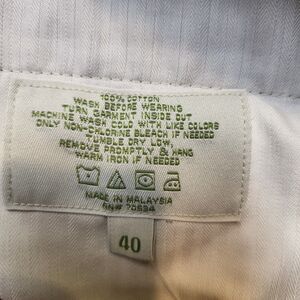 100% COTTON
WASH BEFORE WEARING
TURN GARMENT INSIDE OUT
MACHINE WASH COLD WITH LIKE COLORS
ONLY NON-CHLORINE BLEACH IF NEEDED
TUMBLE DRY LOW,
REMOVE PROMPTLY & HANG
WARM IRON IF NEEDED
MADE IN MALAYSIA
RN# 70534
40